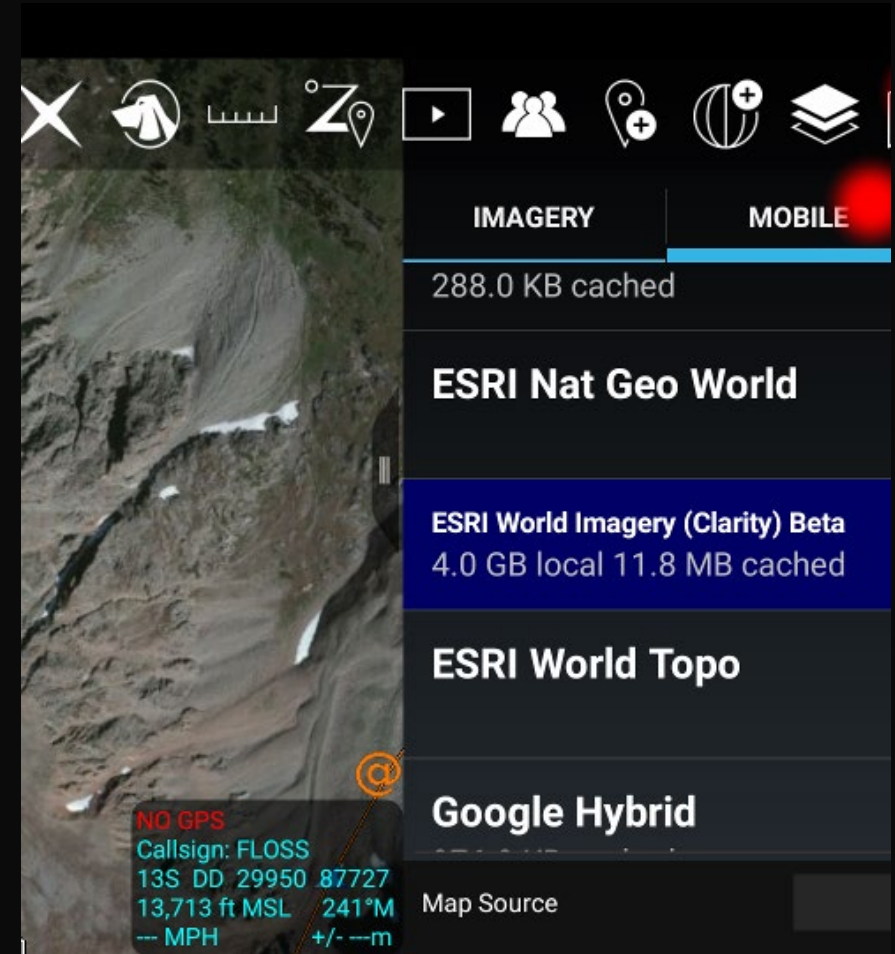 IMAGERY
MOBILE
288.0 KB cached
ESRI Nat Geo World
ESRI World Imagery (Clarity) Beta
4.0 GB local 11.8 MB cached
ESRI World Topo
Google Hybrid
Map Source
@
NO GPS
Callsign: FLOSS
13S DD 29950 87727
13,713 ft MSL 241°M
--- MPH +/- ---m